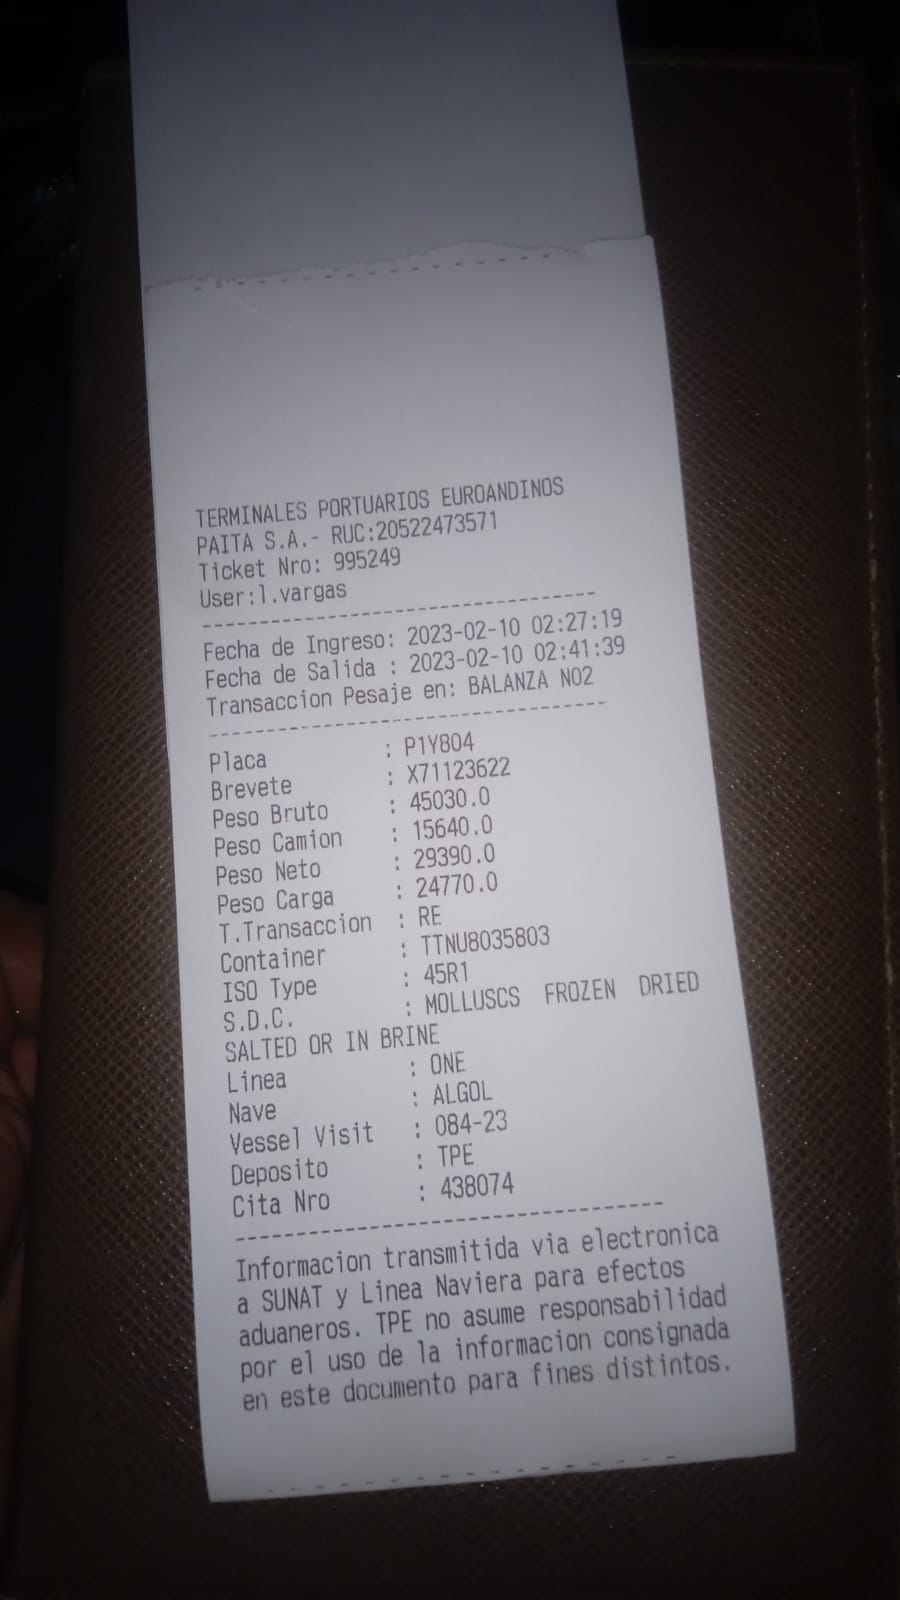 TERMINALES PORTUARIOS EUROANDINOS
PAITA S.A.- RUC:20522473571
Ticket Nro: 995249
User:l.vargas
---------------------------------
Fecha de Ingreso: 2023-02-10 02:27:19
Fecha de Salida : 2023-02-10 02:41:39
Transaccion Pesaje en: BALANZA NO2
---------------------------------
Placa : P1Y804
Brevete : X71123622
Peso Bruto : 45030.0
Peso Camion : 15640.0
Peso Neto : 29390.0
Peso Carga : 24770.0
T.Transaccion : RE
Container : TTNU8035803
ISO Type : 45R1
S.D.C. : MOLLUSCS FROZEN DRIED
SALTED OR IN BRINE
Linea : ONE
Nave : ALGOL
Vessel Visit : 084-23
Deposito : TPE
Cita Nro : 438074
---------------------------------
Informacion transmitida via electronica
a SUNAT y Linea Naviera para efectos
aduaneros. TPE no asume responsabilidad
por el uso de la informacion consignada
en este documento para fines distintos.